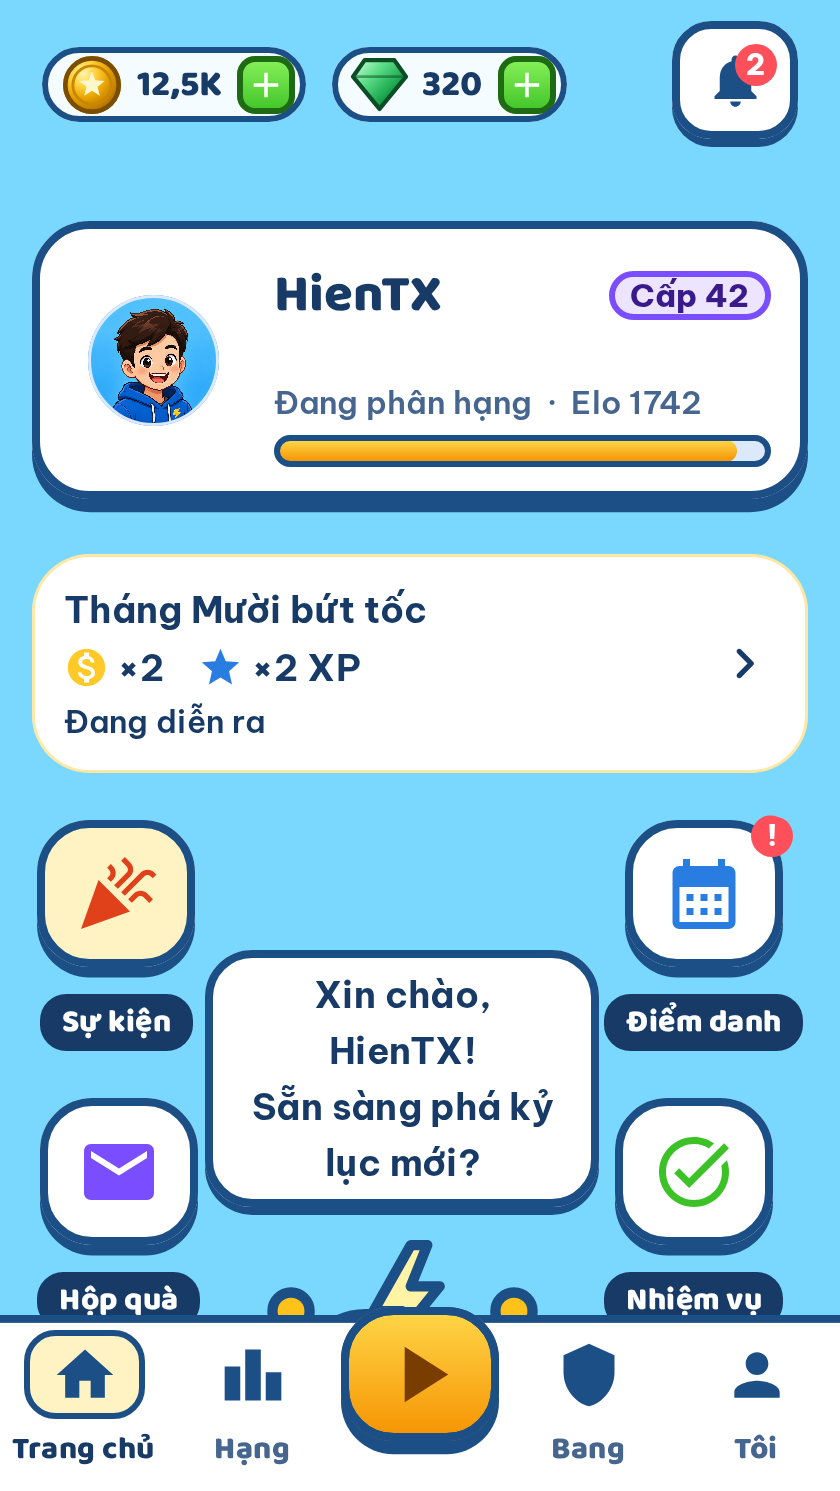 12,5K
320
2
HienTX
Cấp 42
Đang phân hạng · Elo 1742
Tháng Mười bứt tốc
×2 ×2 XP
Đang diễn ra
!
Sự kiện
Điểm danh
Xin chào,
HienTX!
Sẵn sàng phá kỷ
lục mới?
Hộp quà
Nhiệm vụ
Trang chủ
Hạng
Bang
Tôi